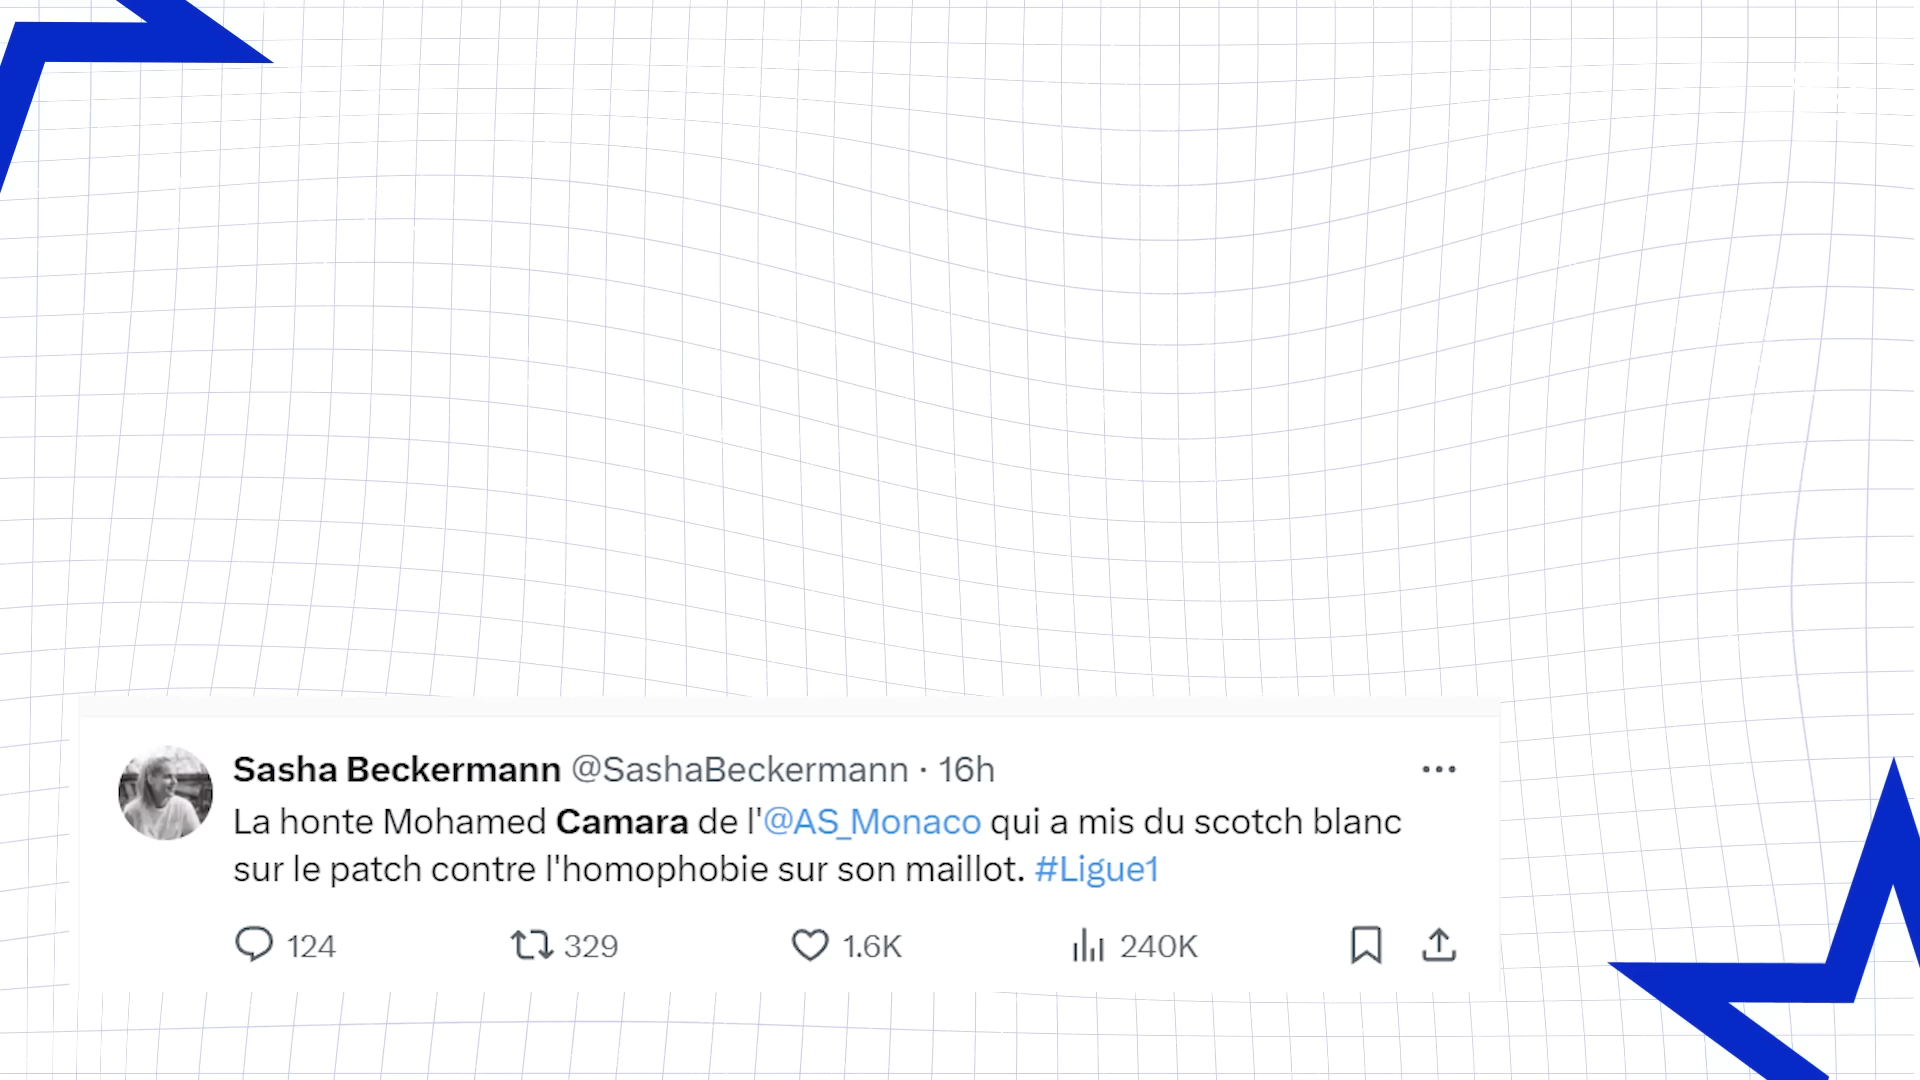 Sasha Beckermann @SashaBeckermann · 16h
La honte Mohamed Camara de l'@AS_Monaco qui a mis du scotch blanc
sur le patch contre l'homophobie sur son maillot. #Ligue1
124 329 1.6K 240K